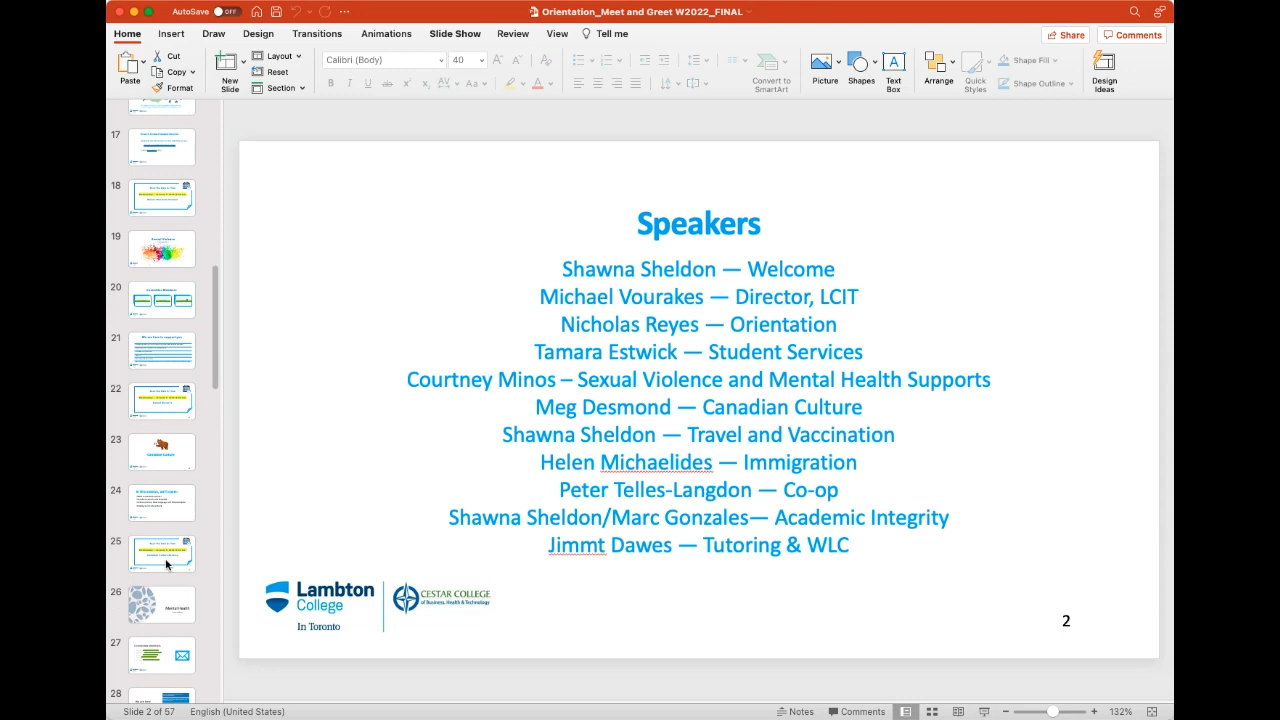 AutoSave OFF
Orientation_Meet and Greet W2022_FINAL
Home Insert Draw Design Transitions Animations Slide Show Review View Tell me
Share Comments
Paste
Cut
Copy
Format
New Slide
Layout
Reset
Section
Calibri (Body) 40
Convert to SmartArt
Picture
Shapes
Text Box
Arrange
Quick Styles
Shape Fill
Shape Outline
Design Ideas
17
18
19
20
21
22
23
24
25
26
27
28
Speakers
Shawna Sheldon — Welcome
Michael Vourakes — Director, LCIT
Nicholas Reyes — Orientation
Tamara Estwick — Student Services
Courtney Minos – Sexual Violence and Mental Health Supports
Meg Desmond — Canadian Culture
Shawna Sheldon — Travel and Vaccination
Helen Michaelides — Immigration
Peter Telles-Langdon — Co-op
Shawna Sheldon/Marc Gonzales— Academic Integrity
Jimmt Dawes — Tutoring & WLC
Lambton College
In Toronto
CESTAR COLLEGE
of Business, Health & Technology
2
Slide 2 of 57 English (United States)
Notes Comments 132%